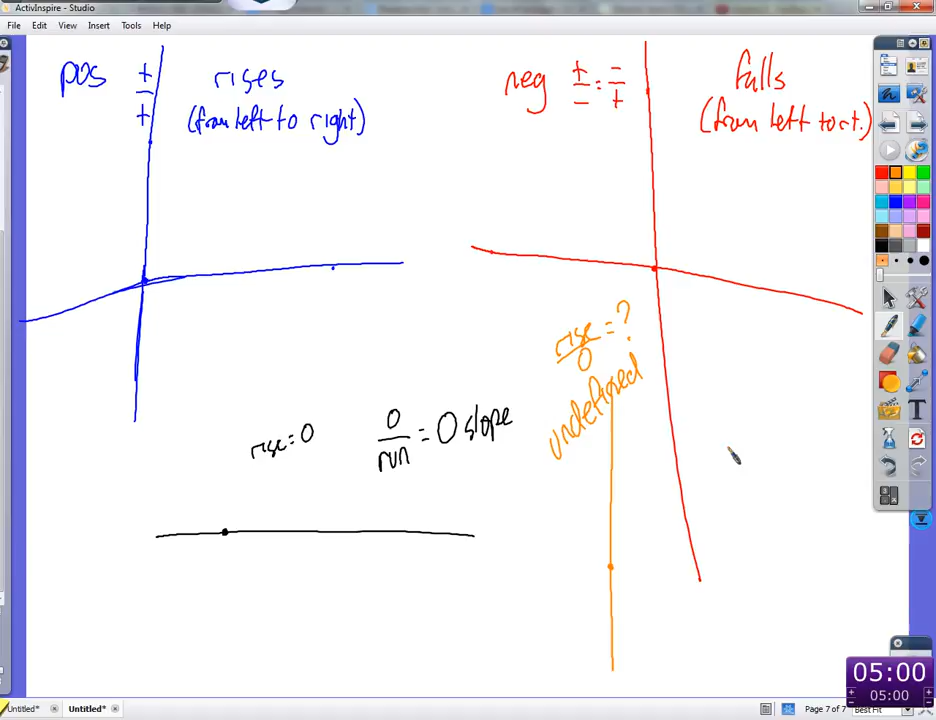 ActivInspire - Studio
File Edit View Insert Tools Help
pos + / + rises
(from left to right)
neg + / - : - / + falls
(from left to rt.)
rise / 0 = ?
undefined
rise = 0
0 / run = 0 slope
T
05:00
05:00
Untitled* Untitled* Page 7 of 7 Best Fit